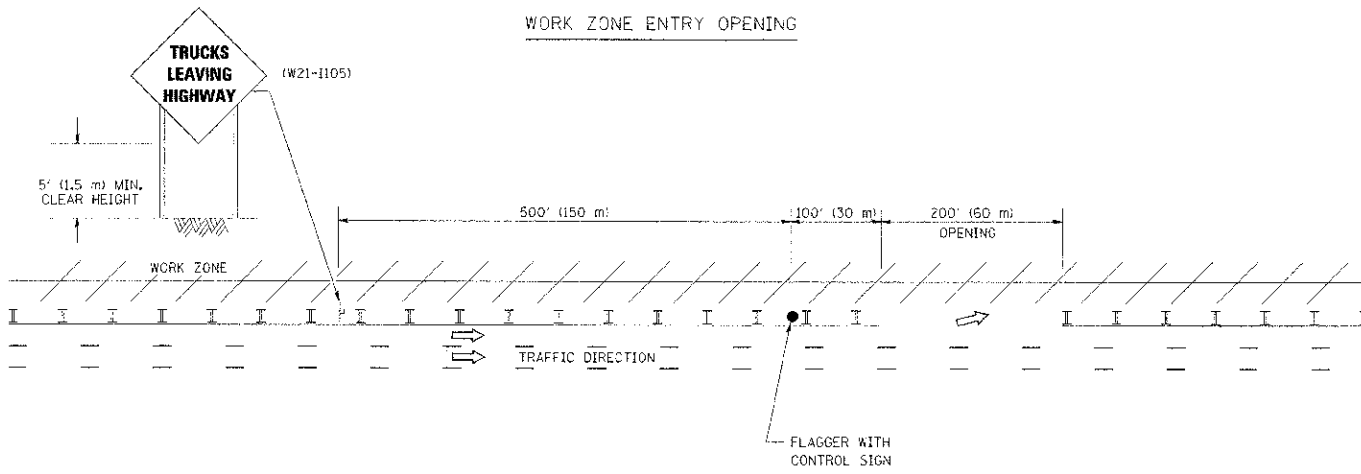 WORK ZONE ENTRY OPENING
TRUCKS
LEAVING
HIGHWAY
(W21-I105)
5' (1.5 m) MIN.
CLEAR HEIGHT
500' (150 m)
100' (30 m)
200' (60 m)
OPENING
WORK ZONE
TRAFFIC DIRECTION
FLAGGER WITH
CONTROL SIGN